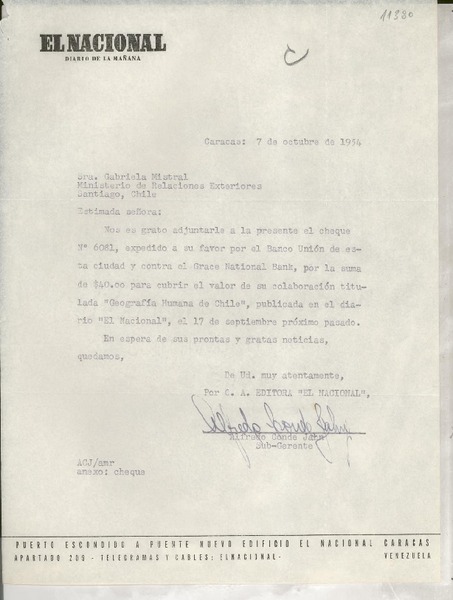 11380
EL NACIONAL
DIARIO DE LA MAÑANA
Caracas: 7 de octubre de 1954
Sra. Gabriela Mistral
Ministerio de Relaciones Exteriores
Santiago, Chile
Estimada señora:
Nos es grato adjuntarle a la presente el cheque
Nº 6081, expedido a su favor por el Banco Unión de es-
ta ciudad y contra el Grace National Bank, por la suma
de $40.00 para cubrir el valor de su colaboración titu-
lada "Geografía Humana de Chile", publicada en el dia-
rio "El Nacional", el 17 de septiembre próximo pasado.
En espera de sus prontas y gratas noticias,
quedamos,
De Ud. muy atentamente,
Por C. A. EDITORA "EL NACIONAL",
Alfredo Conde Jahn
Alfredo Conde Jahn
Sub-Gerente
ACJ/amr
anexo: cheque
PUERTO ESCONDIDO A PUENTE NUEVO EDIFICIO EL NACIONAL CARACAS
APARTADO 209 - TELEGRAMAS Y CABLES: ELNACIONAL - VENEZUELA